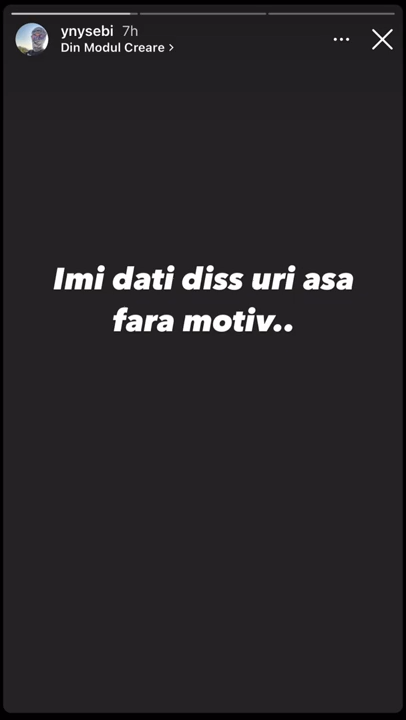 ynysebi 7h
Din Modul Creare >
Imi dati diss uri asa
fara motiv..